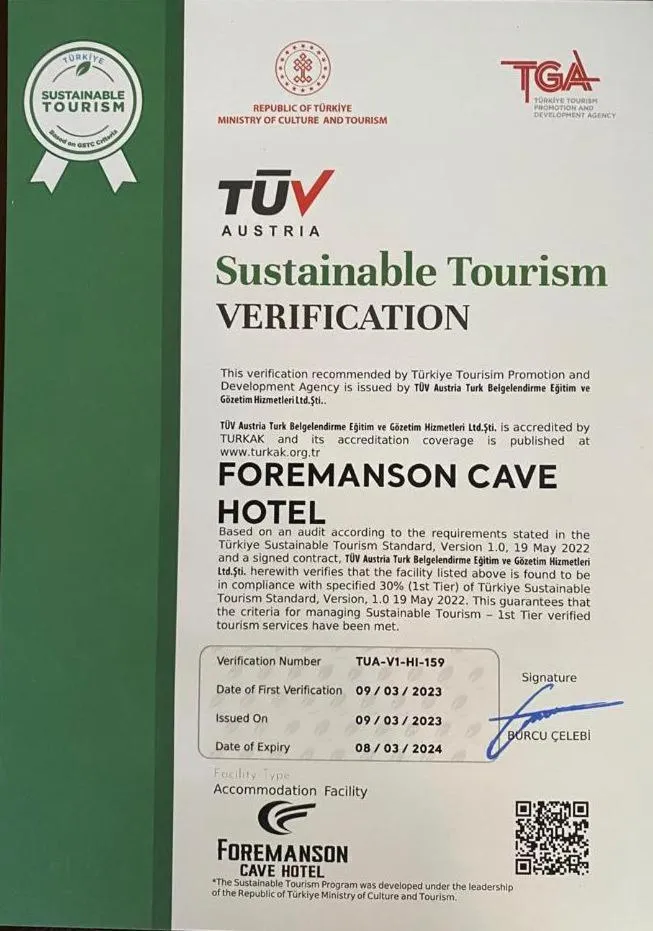 TÜRKİYE
SUSTAINABLE
TOURISM
Based on GSTC Criteria
REPUBLIC OF TÜRKİYE
MINISTRY OF CULTURE AND TOURISM
TGA
TÜRKİYE TOURISM
PROMOTION AND
DEVELOPMENT AGENCY
TÜV
AUSTRIA
Sustainable Tourism
VERIFICATION
This verification recommended by Türkiye Tourisim Promotion and
Development Agency is issued by TÜV Austria Turk Belgelendirme Eğitim ve
Gözetim Hizmetleri Ltd.Şti..
TÜV Austria Turk Belgelendirme Eğitim ve Gözetim Hizmetleri Ltd.Şti. is accredited by
TURKAK and its accreditation coverage is published at
www.turkak.org.tr
FOREMANSON CAVE
HOTEL
Based on an audit according to the requirements stated in the
Türkiye Sustainable Tourism Standard, Version 1.0, 19 May 2022
and a signed contract, TÜV Austria Turk Belgelendirme Eğitim ve Gözetim Hizmetleri
Ltd.Şti. herewith verifies that the facility listed above is found to be
in compliance with specified 30% (1st Tier) of Türkiye Sustainable
Tourism Standard, Version, 1.0 19 May 2022. This guarantees that
the criteria for managing Sustainable Tourism – 1st Tier verified
tourism services have been met.
Verification Number TUA-V1-HI-159
Date of First Verification 09 / 03 / 2023
Issued On 09 / 03 / 2023
Date of Expiry 08 / 03 / 2024
Signature
BURCU ÇELEBİ
Facility Type
Accommodation Facility
FOREMANSON
CAVE HOTEL
*The Sustainable Tourism Program was developed under the leadership
of the Republic of Türkiye Ministry of Culture and Tourism.